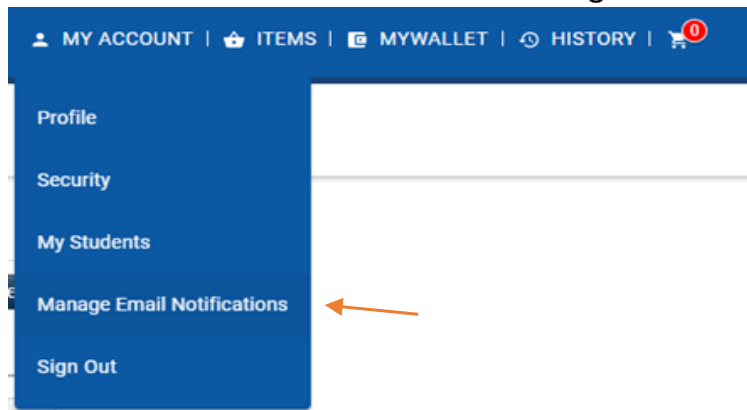 MY ACCOUNT | ITEMS | MYWALLET | HISTORY | 0
Profile
Security
My Students
Manage Email Notifications
Sign Out